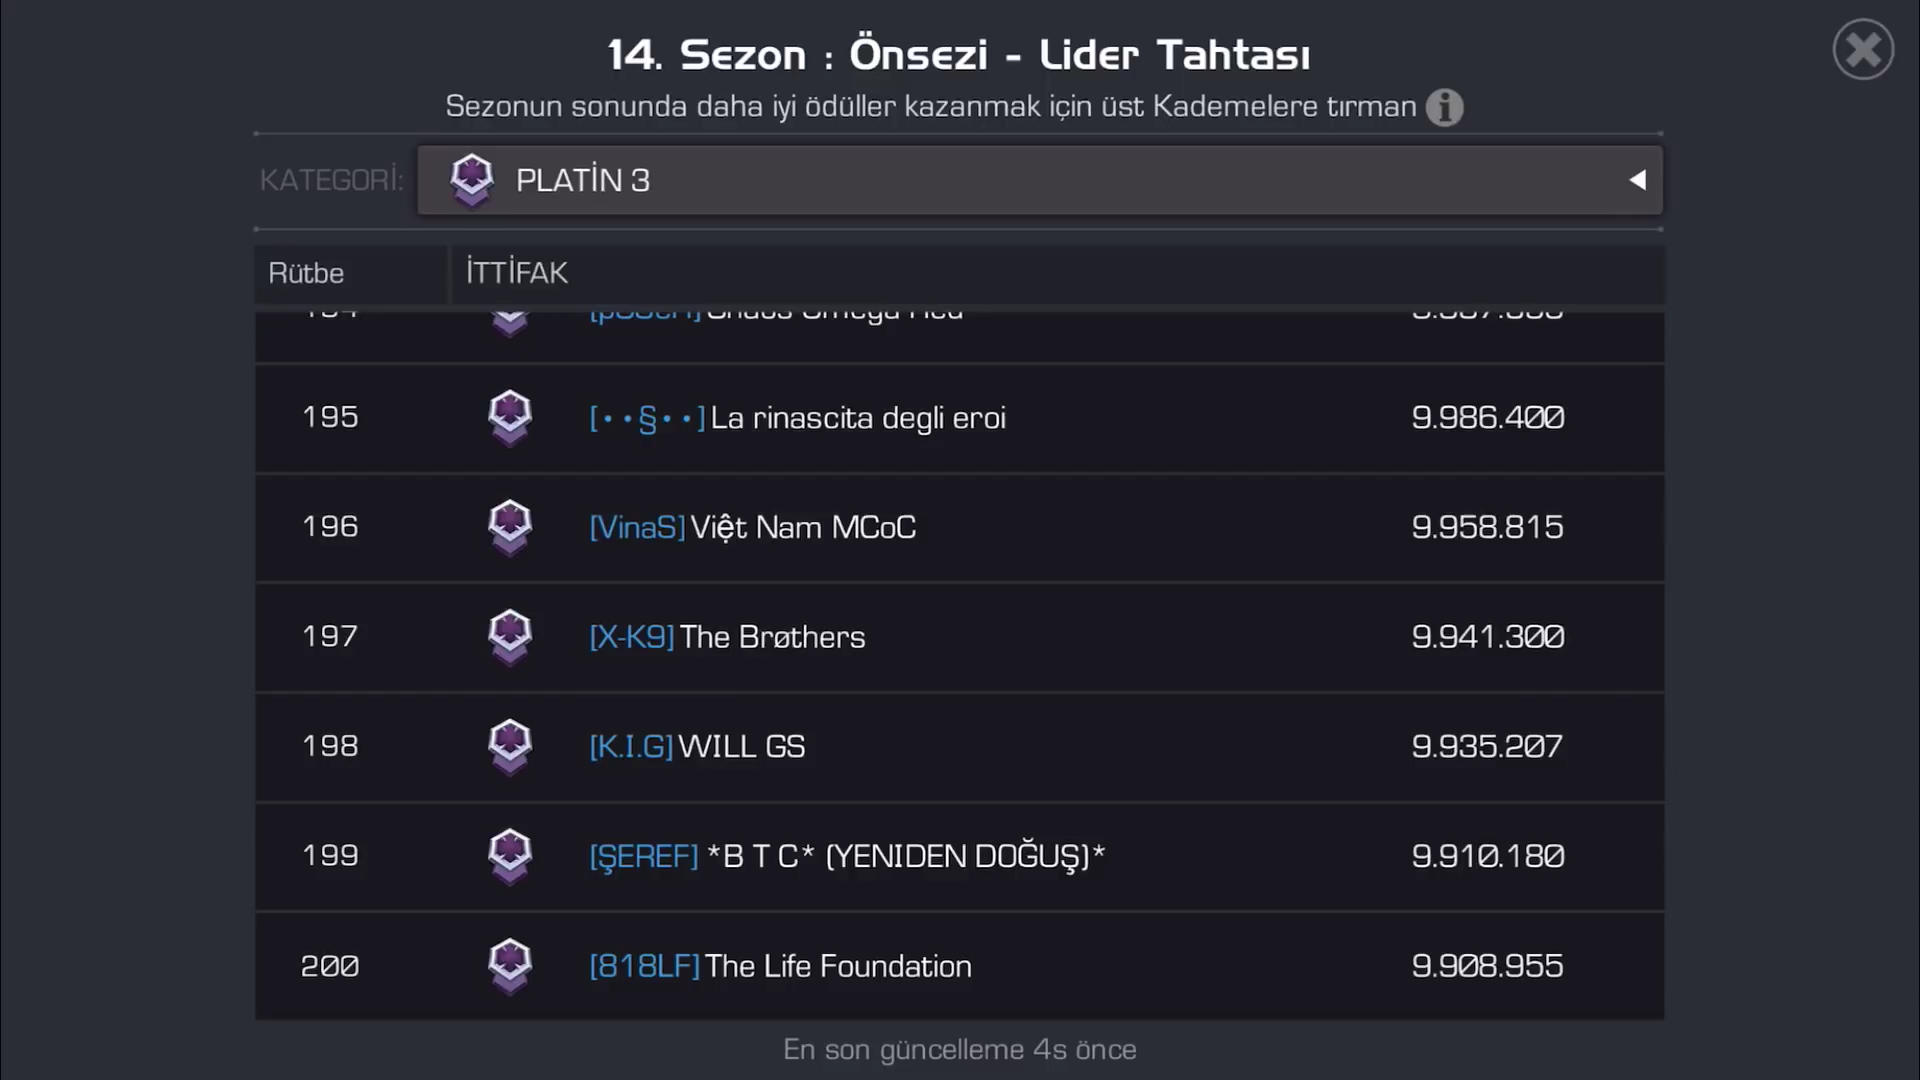 14. Sezon : Önsezi - Lider Tahtası
Sezonun sonunda daha iyi ödüller kazanmak için üst Kademelere tırman
KATEGORİ: PLATİN 3
Rütbe İTTİFAK
195 [··§··] La rinascita degli eroi 9.986.400
196 [VinaS] Việt Nam MCoC 9.958.815
197 [X-K9] The Brøthers 9.941.300
198 [K.I.G] WILL GS 9.935.207
199 [ŞEREF] *B T C* (YENIDEN DOĞUŞ)* 9.910.180
200 [818LF] The Life Foundation 9.908.955
En son güncelleme 4s önce